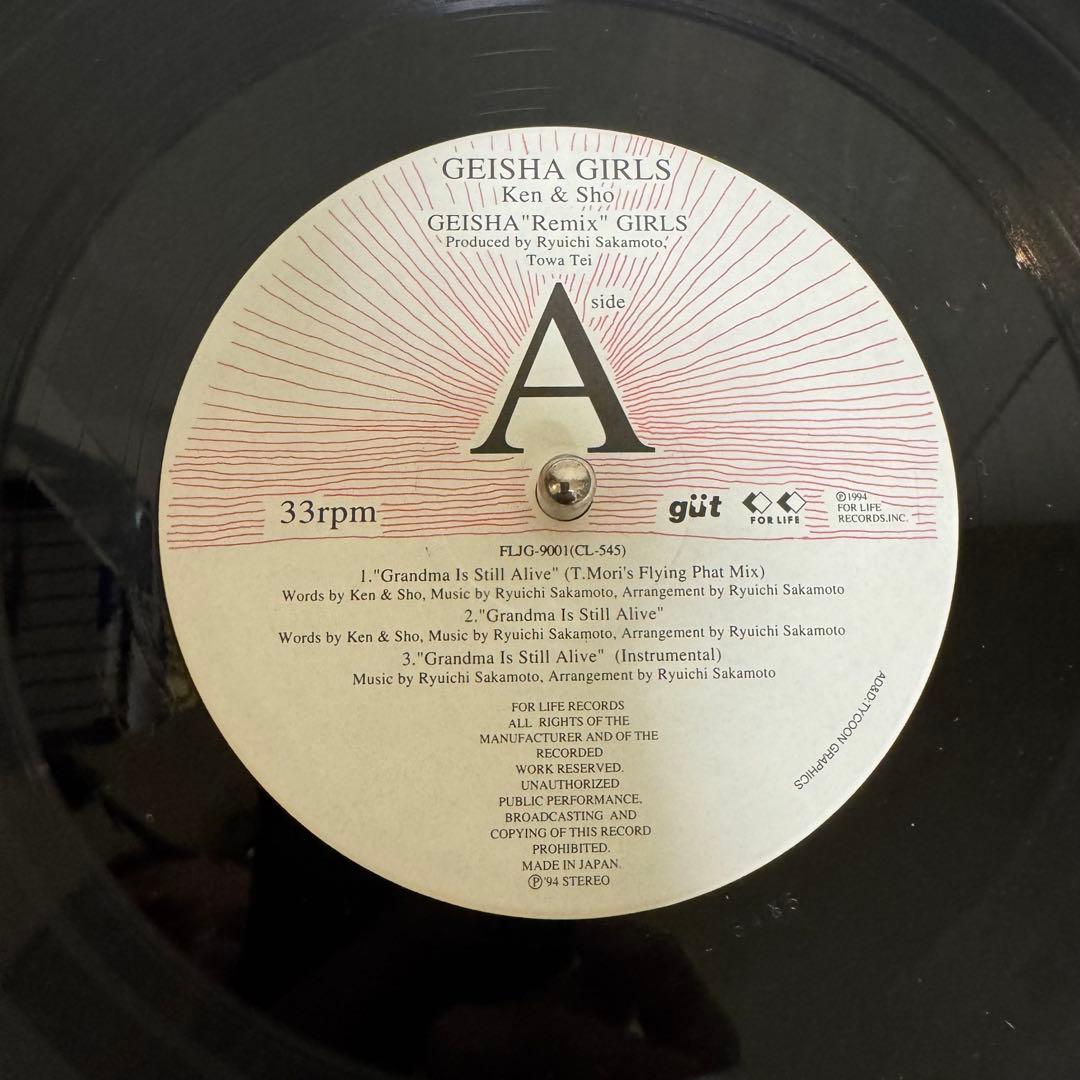 GEISHA GIRLS
Ken & Sho
GEISHA"Remix" GIRLS
Produced by Ryuichi Sakamoto,
Towa Tei
A
side
33rpm
güt
FOR LIFE
Ⓟ1994
FOR LIFE
RECORDS.INC.
FLJG-9001(CL-545)
1."Grandma Is Still Alive" (T.Mori's Flying Phat Mix)
Words by Ken & Sho, Music by Ryuichi Sakamoto, Arrangement by Ryuichi Sakamoto
2."Grandma Is Still Alive"
Words by Ken & Sho, Music by Ryuichi Sakamoto, Arrangement by Ryuichi Sakamoto
3."Grandma Is Still Alive" (Instrumental)
Music by Ryuichi Sakamoto, Arrangement by Ryuichi Sakamoto
FOR LIFE RECORDS
ALL RIGHTS OF THE
MANUFACTURER AND OF THE
RECORDED
WORK RESERVED.
UNAUTHORIZED
PUBLIC PERFORMANCE,
BROADCASTING AND
COPYING OF THIS RECORD
PROHIBITED.
MADE IN JAPAN.
Ⓟ'94 STEREO
AD&D:TYCOON GRAPHICS